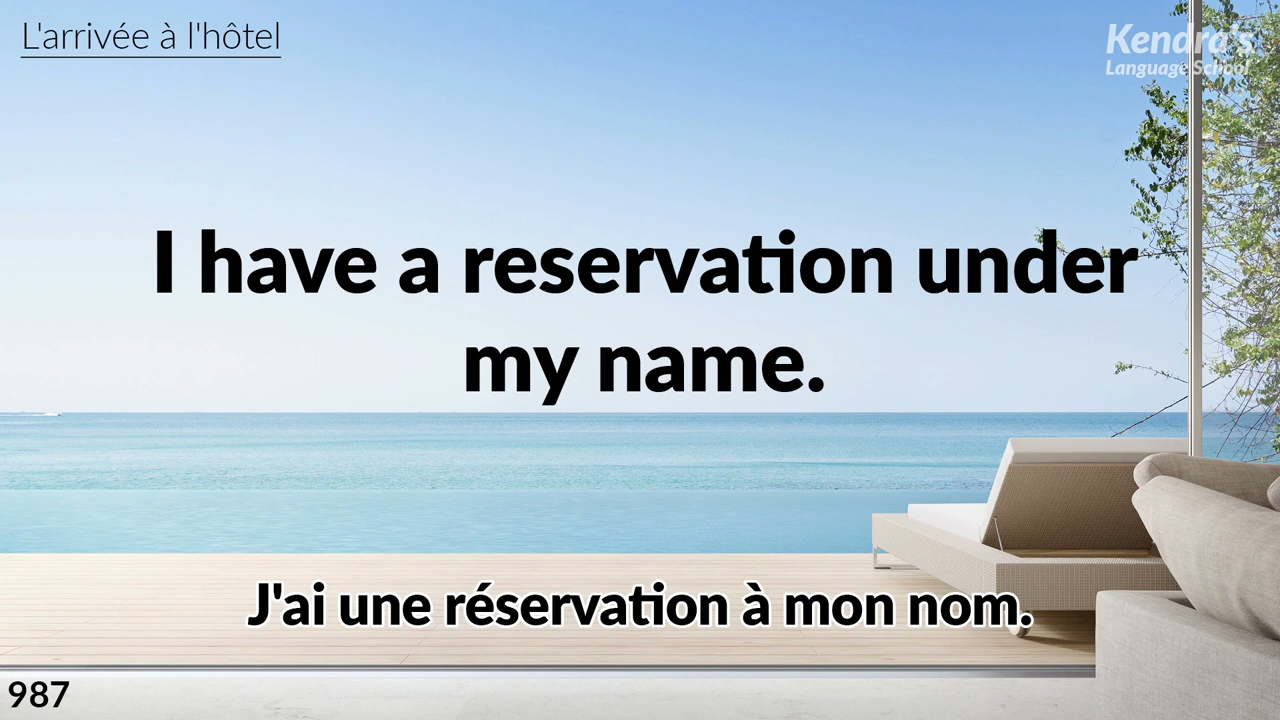 L'arrivée à l'hôtel
Kendra's
Language School
I have a reservation under
my name.
J'ai une réservation à mon nom.
987